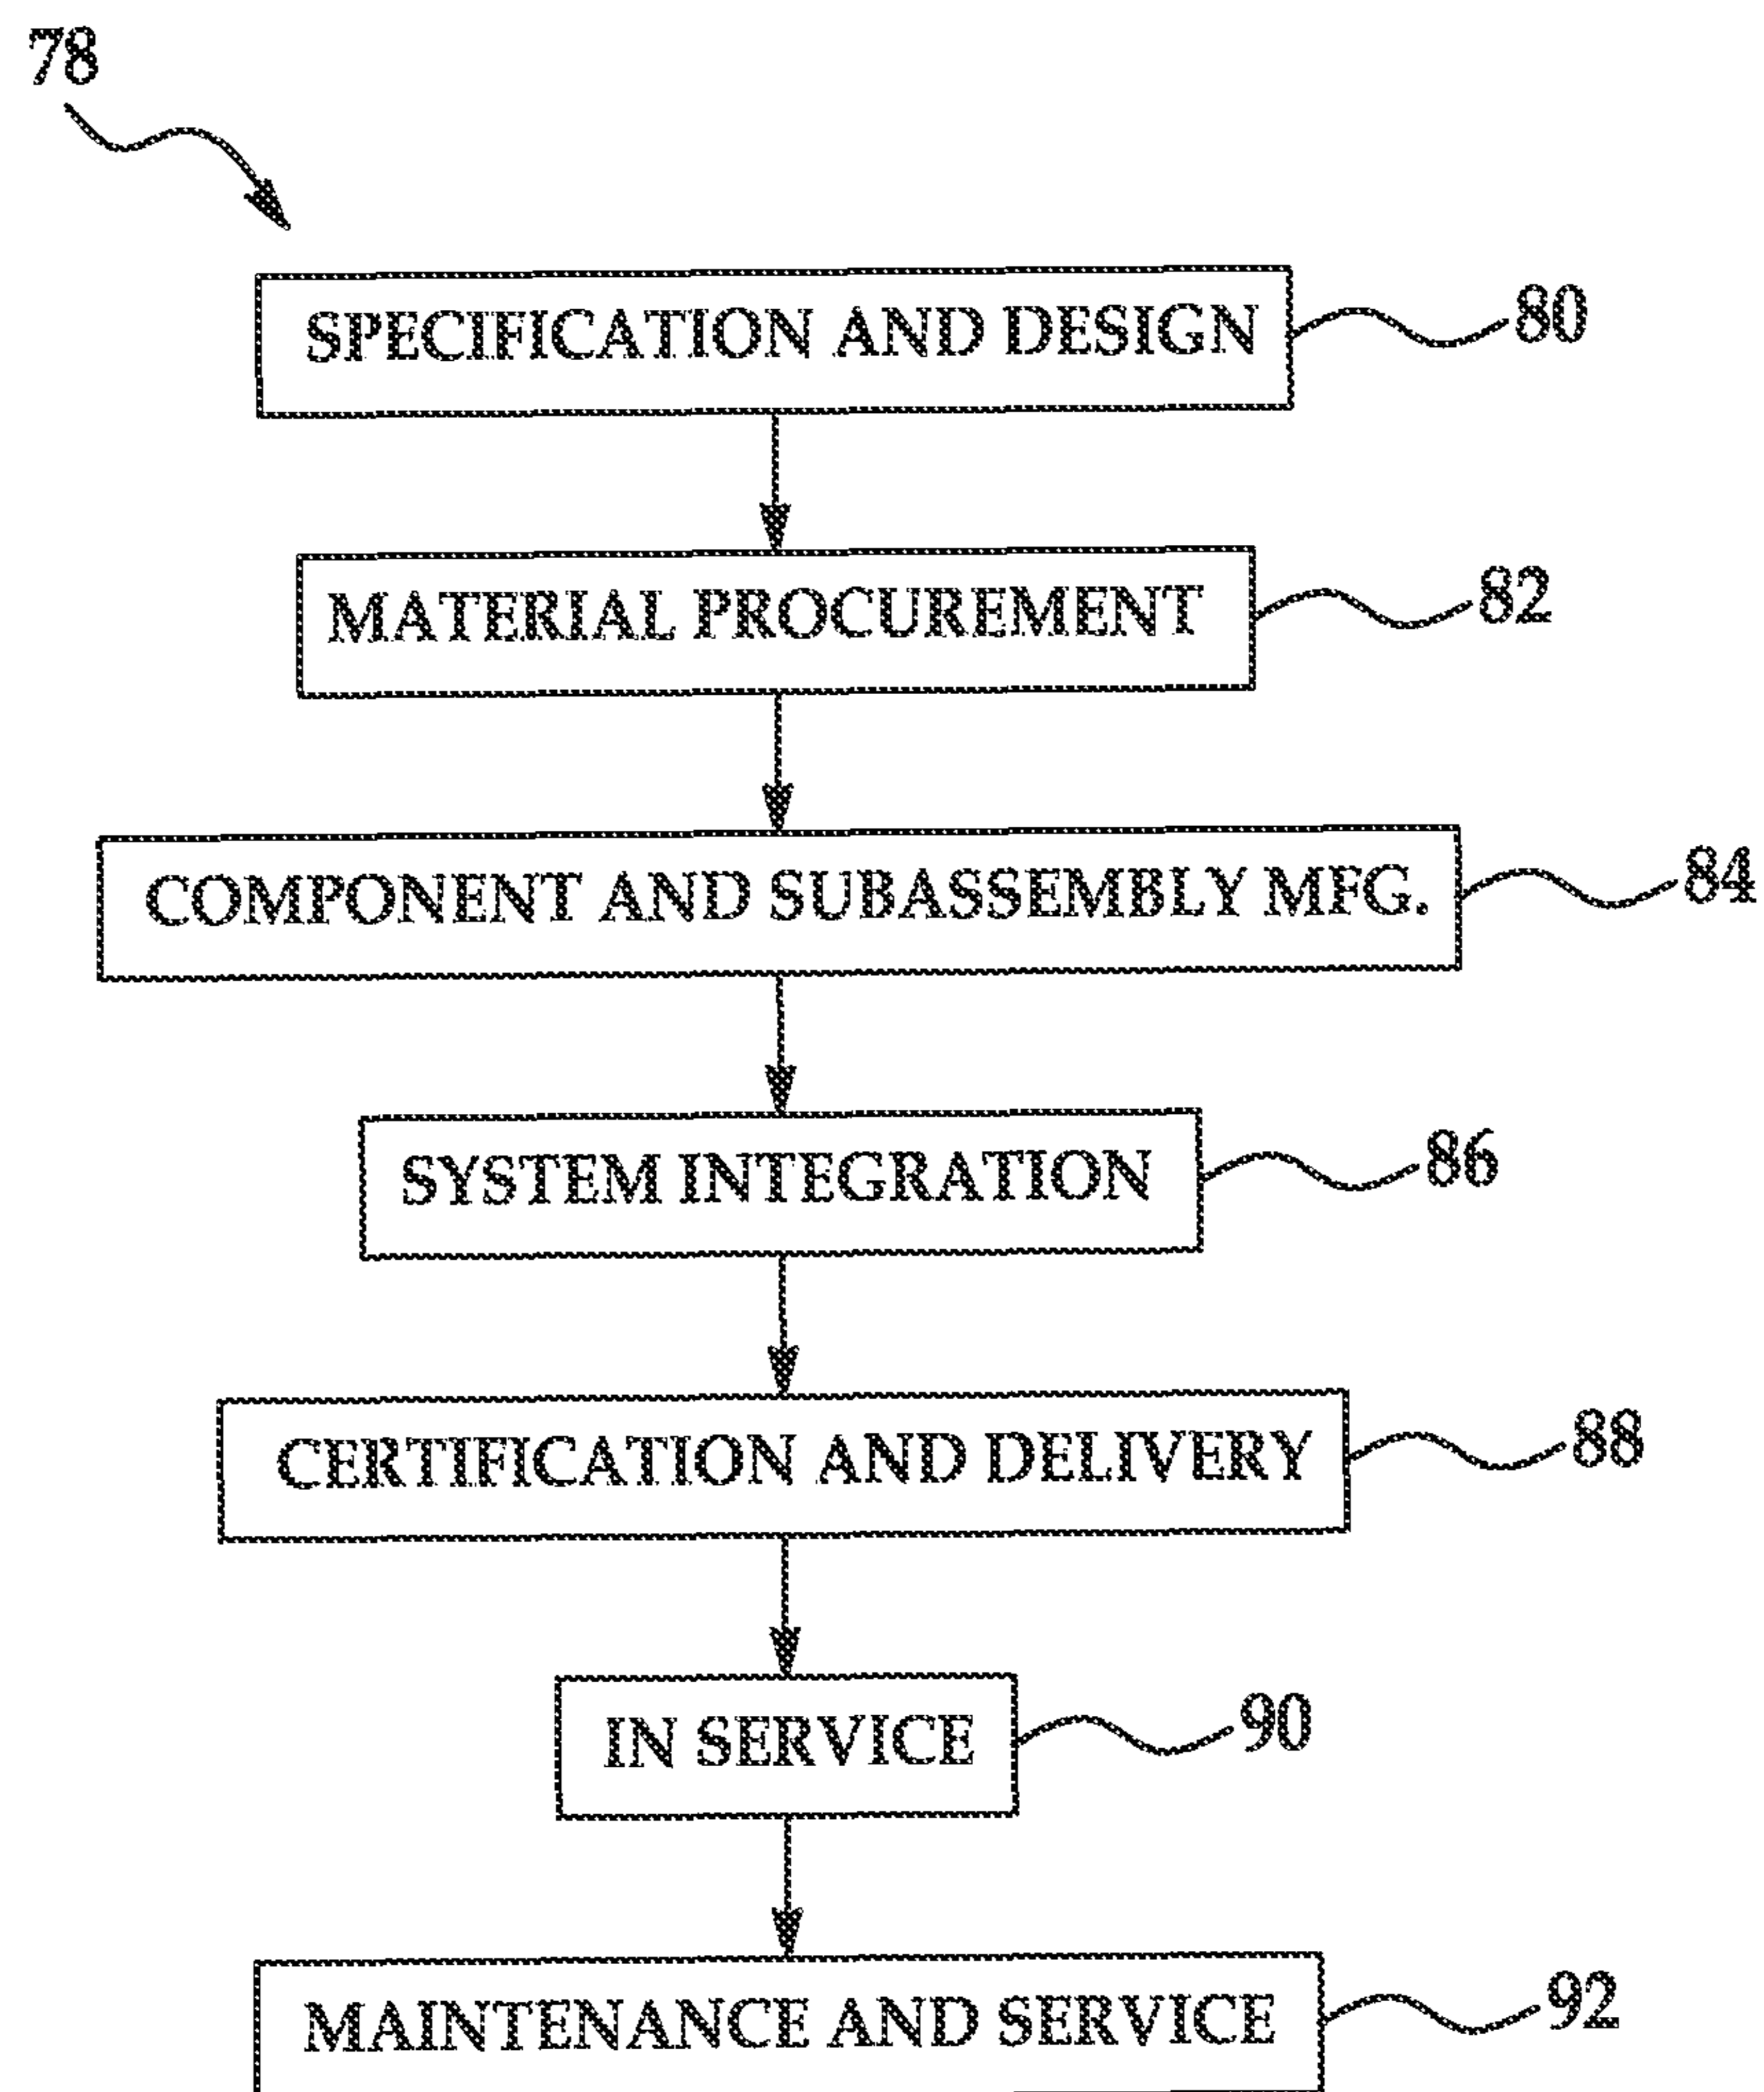 78
SPECIFICATION AND DESIGN 80
MATERIAL PROCUREMENT 82
COMPONENT AND SUBASSEMBLY MFG. 84
SYSTEM INTEGRATION 86
CERTIFICATION AND DELIVERY 88
IN SERVICE 90
MAINTENANCE AND SERVICE 92